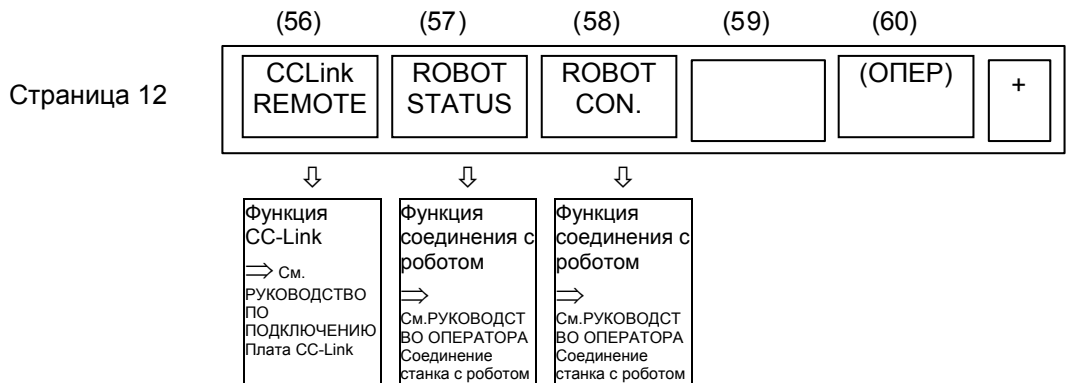 (56) (57) (58) (59) (60)
Страница 12
CCLink
REMOTE
ROBOT
STATUS
ROBOT
CON.
(ОПЕР)
+
Функция
CC-Link
⇒ См.
РУКОВОДСТВО
ПО
ПОДКЛЮЧЕНИЮ
Плата CC-Link
Функция
соединения с
роботом
⇒
См.РУКОВОДСТ
ВО ОПЕРАТОРА
Соединение
станка с роботом
Функция
соединения с
роботом
⇒
См.РУКОВОДСТ
ВО ОПЕРАТОРА
Соединение
станка с роботом